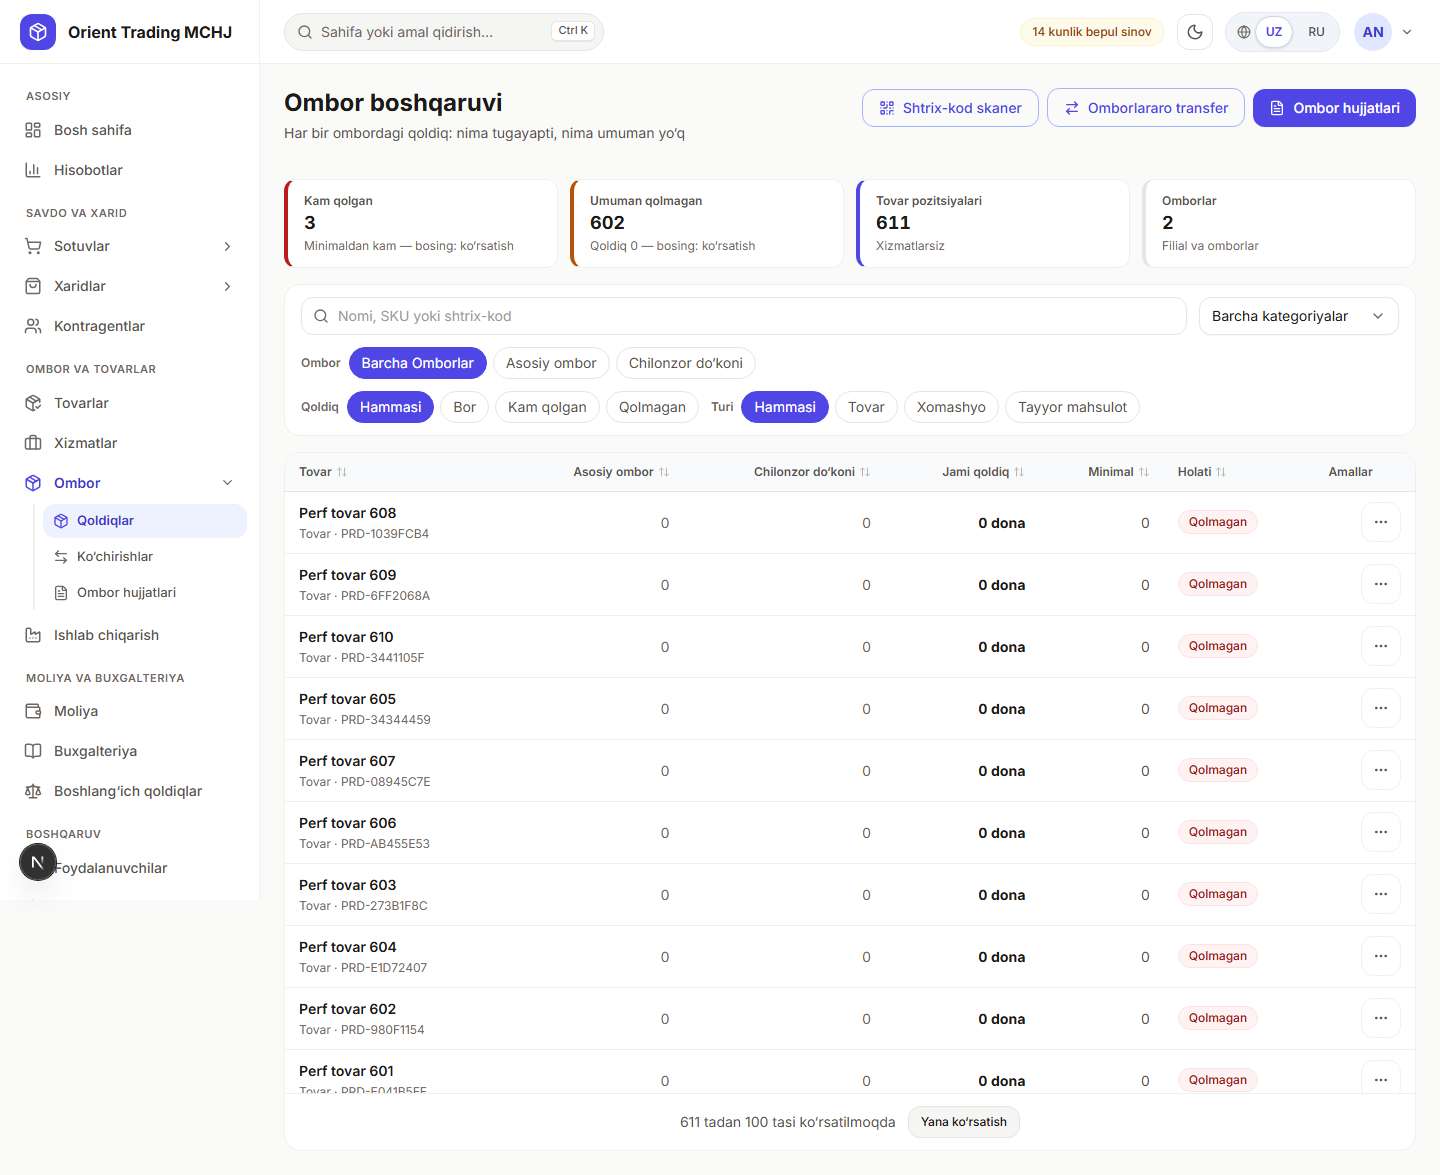 Orient Trading MCHJ
Sahifa yoki amal qidirish...
Ctrl K
14 kunlik bepul sinov
UZ
RU
AN
ASOSIY
Bosh sahifa
Hisobotlar
SAVDO VA XARID
Sotuvlar
Xaridlar
Kontragentlar
OMBOR VA TOVARLAR
Tovarlar
Xizmatlar
Ombor
Qoldiqlar
Ko‘chirishlar
Ombor hujjatlari
Ishlab chiqarish
MOLIYA VA BUXGALTERIYA
Moliya
Buxgalteriya
Boshlang‘ich qoldiqlar
BOSHQARUV
N
Foydalanuvchilar
Ombor boshqaruvi
Har bir ombordagi qoldiq: nima tugayapti, nima umuman yo‘q
Shtrix-kod skaner
Omborlararo transfer
Ombor hujjatlari
Kam qolgan
3
Minimaldan kam — bosing: ko‘rsatish
Umuman qolmagan
602
Qoldiq 0 — bosing: ko‘rsatish
Tovar pozitsiyalari
611
Xizmatlarsiz
Omborlar
2
Filial va omborlar
Nomi, SKU yoki shtrix-kod
Barcha kategoriyalar
Ombor Barcha Omborlar Asosiy ombor Chilonzor do‘koni
Qoldiq Hammasi Bor Kam qolgan Qolmagan Turi Hammasi Tovar Xomashyo Tayyor mahsulot
Tovar Asosiy ombor Chilonzor do‘koni Jami qoldiq Minimal Holati Amallar
Perf tovar 608
Tovar · PRD-1039FCB4
0 0 0 dona 0 Qolmagan
Perf tovar 609
Tovar · PRD-6FF2068A
0 0 0 dona 0 Qolmagan
Perf tovar 610
Tovar · PRD-3441105F
0 0 0 dona 0 Qolmagan
Perf tovar 605
Tovar · PRD-34344459
0 0 0 dona 0 Qolmagan
Perf tovar 607
Tovar · PRD-08945C7E
0 0 0 dona 0 Qolmagan
Perf tovar 606
Tovar · PRD-AB455E53
0 0 0 dona 0 Qolmagan
Perf tovar 603
Tovar · PRD-273B1F8C
0 0 0 dona 0 Qolmagan
Perf tovar 604
Tovar · PRD-E1D72407
0 0 0 dona 0 Qolmagan
Perf tovar 602
Tovar · PRD-980F1154
0 0 0 dona 0 Qolmagan
Perf tovar 601
Tovar ·
0 0 0 dona 0 Qolmagan
611 tadan 100 tasi ko‘rsatilmoqda
Yana ko‘rsatish